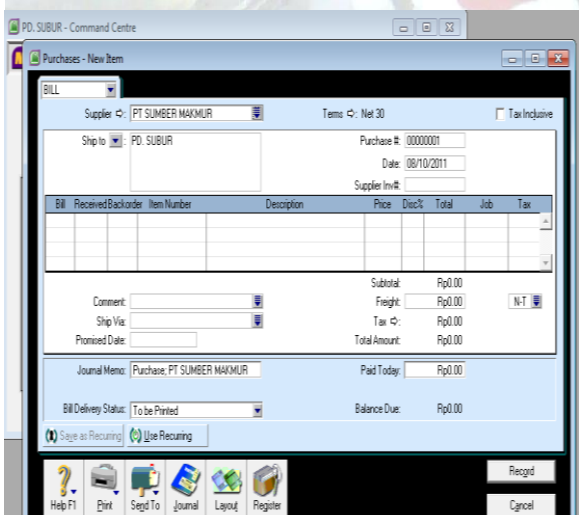 PD. SUBUR - Command Centre
Purchases - New Item
BILL
Supplier PT SUMBER MAKMUR Terms Net 30 Tax Inclusive
Ship to : PD. SUBUR Purchase #: 00000001
Date: 08/10/2011
Supplier Inv#:
Bill Received Backorder Item Number Description Price Disc% Total Job Tax
Subtotal: Rp0.00
Comment: Freight: Rp0.00 N-T
Ship Via: Tax : Rp0.00
Promised Date: Total Amount: Rp0.00
Journal Memo: Purchase; PT SUMBER MAKMUR Paid Today: Rp0.00
Bill Delivery Status: To be Printed Balance Due: Rp0.00
Save as Recurring Use Recurring
Record
Help F1 Print Send To Journal Layout Register Cancel